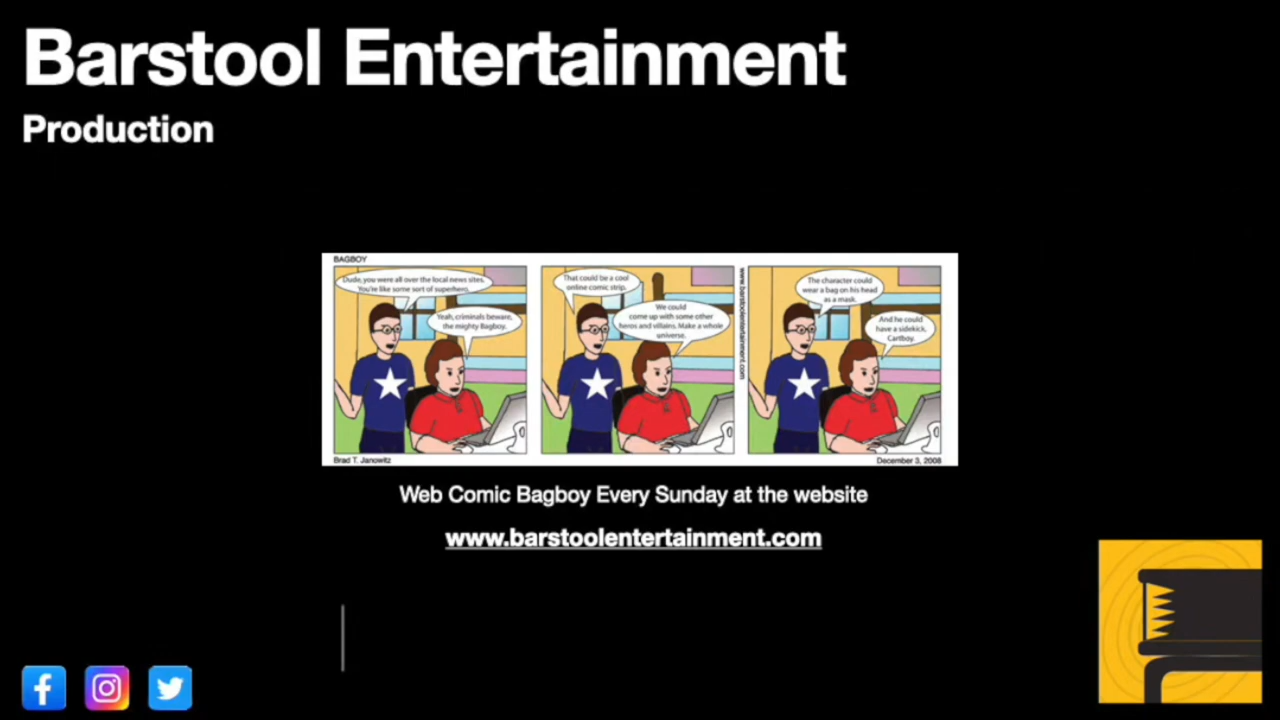 Barstool Entertainment
Production
BAGBOY
Dude, you were all over the local news sites.
You're like some sort of superhero.
Yeah, criminals beware,
the mighty Bagboy.
That could be a cool
online comic strip.
We could
come up with some other
heros and villains. Make a whole
universe.
www.barstoolentertainment.com
The character could
wear a bag on his head
as a mask.
And he could
have a sidekick,
Cartboy.
Brad T. Janowitz
December 3, 2008
Web Comic Bagboy Every Sunday at the website
www.barstoolentertainment.com